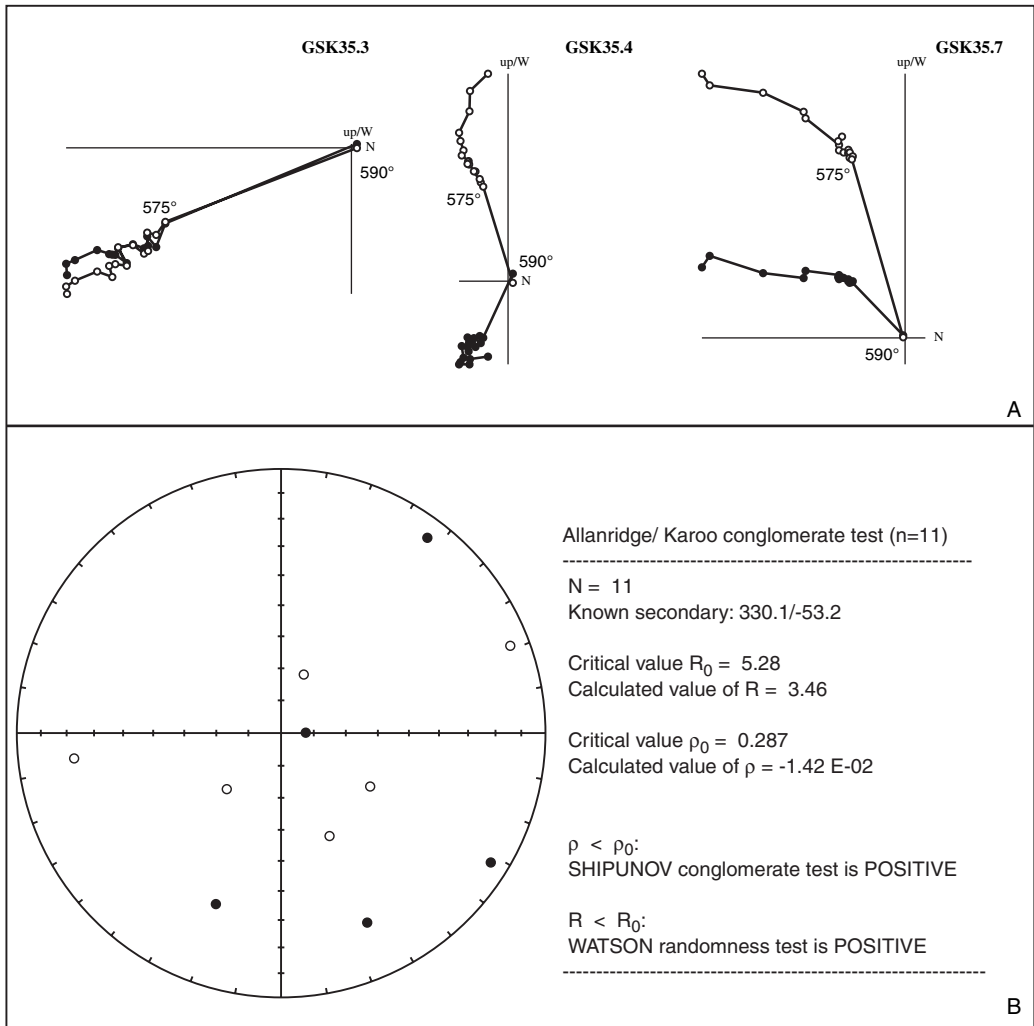 GSK35.3
GSK35.4
GSK35.7
up/W
N
590°
575°
up/W
575°
590°
N
up/W
575°
N
590°
A
Allanridge/ Karoo conglomerate test (n=11)
-----------------------------------------------------------------------
N = 11
Known secondary: 330.1/-53.2
Critical value R₀ = 5.28
Calculated value of R = 3.46
Critical value ρ₀ = 0.287
Calculated value of ρ = -1.42 E-02
ρ < ρ₀:
SHIPUNOV conglomerate test is POSITIVE
R < R₀:
WATSON randomness test is POSITIVE
-------------------------------------------------------------------------
B